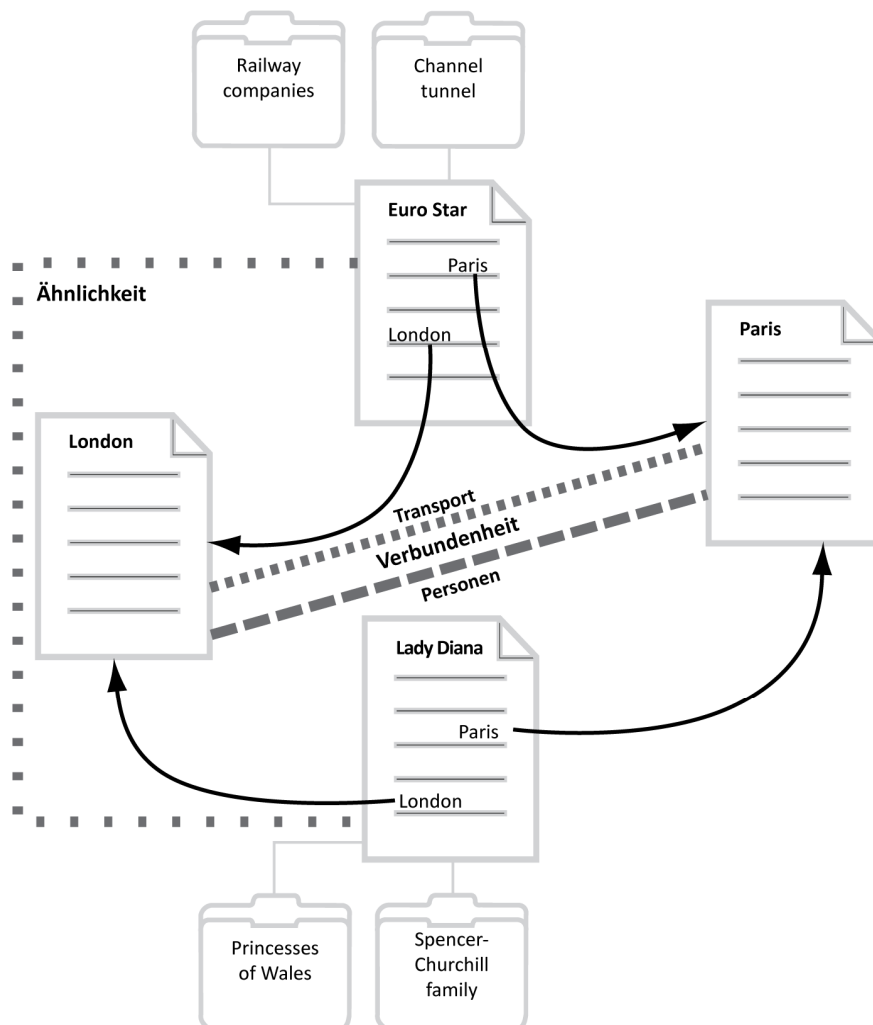 Railway
companies
Channel
tunnel
Euro Star
Paris
London
Ähnlichkeit
Paris
London
Transport
Verbundenheit
Personen
Lady Diana
Paris
London
Princesses
of Wales
Spencer-
Churchill
family